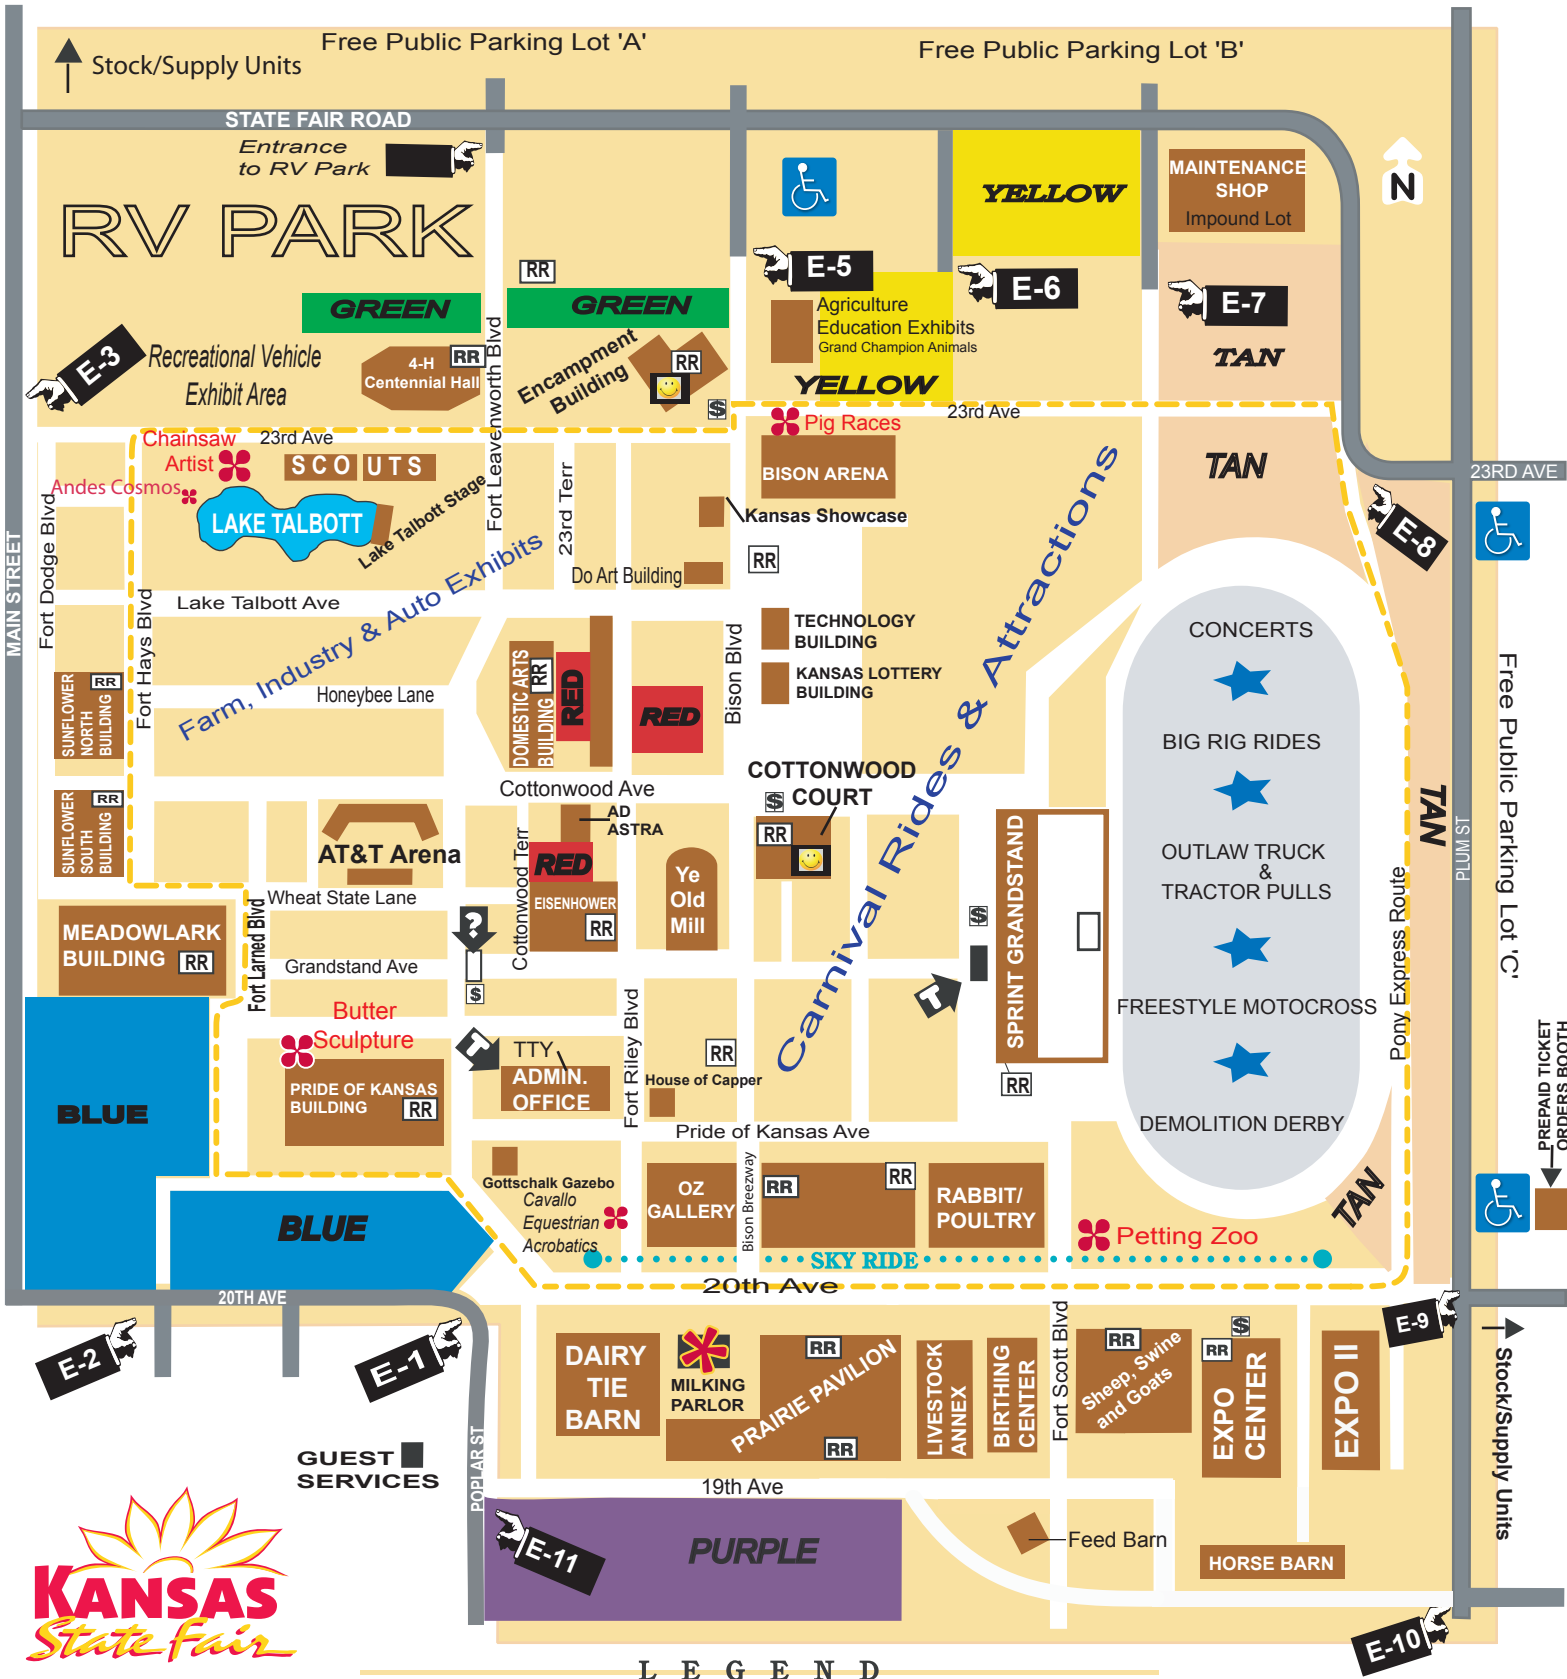 Free Public Parking Lot 'A'
Free Public Parking Lot 'B'
Stock/Supply Units
STATE FAIR ROAD
Entrance
to RV Park
RV PARK
YELLOW
MAINTENANCE
SHOP
Impound Lot
N
E-5
E-6
E-7
RR
GREEN
GREEN
Agriculture
Education Exhibits
Grand Champion Animals
YELLOW
TAN
E-3
Recreational Vehicle
Exhibit Area
4-H
Centennial Hall
RR
Fort Leavenworth Blvd
Encampment
Building
RR
$
23rd Ave
Pig Races
Chainsaw
Artist
23rd Ave
SCOUTS
Andes Cosmos
LAKE TALBOTT
Lake Talbott Stage
23rd Terr
BISON ARENA
Kansas Showcase
TAN
23RD AVE
E-8
MAIN STREET
Fort Dodge Blvd
Fort Hays Blvd
Farm, Industry & Auto Exhibits
Do Art Building
RR
Carnival Rides & Attractions
Lake Talbott Ave
Honeybee Lane
SUNFLOWER
NORTH
BUILDING
RR
SUNFLOWER
SOUTH
BUILDING
RR
DOMESTIC ARTS
BUILDING
RR
RED
RED
Bison Blvd
TECHNOLOGY
BUILDING
KANSAS LOTTERY
BUILDING
CONCERTS
BIG RIG RIDES
OUTLAW TRUCK
&
TRACTOR PULLS
FREESTYLE MOTOCROSS
DEMOLITION DERBY
Free Public Parking Lot 'C'
TAN
PLUM ST
Pony Express Route
Cottonwood Ave
COTTONWOOD
COURT
$
RR
AD
ASTRA
RED
Cottonwood Terr
EISENHOWER
RR
Ye
Old
Mill
AT&T Arena
Wheat State Lane
SPRINT GRANDSTAND
$
T
RR
MEADOWLARK
BUILDING
RR
Fort Larned Blvd
?
$
Grandstand Ave
Butter
Sculpture
PRIDE OF KANSAS
BUILDING
RR
T
TTY
ADMIN.
OFFICE
Fort Riley Blvd
RR
House of Capper
Pride of Kansas Ave
BLUE
BLUE
Gottschalk Gazebo
Cavallo
Equestrian
Acrobatics
OZ
GALLERY
Bison Breezway
RR
RR
RABBIT/
POULTRY
Petting Zoo
TAN
SKY RIDE
PREPAID TICKET
ORDERS BOOTH
20th Ave
20TH AVE
E-2
E-1
E-9
DAIRY
TIE
BARN
MILKING
PARLOR
RR
PRAIRIE PAVILION
RR
LIVESTOCK
ANNEX
BIRTHING
CENTER
Fort Scott Blvd
RR
Sheep, Swine
and Goats
$
RR
EXPO
CENTER
EXPO II
Stock/Supply Units
GUEST
SERVICES
POPLAR ST
19th Ave
PURPLE
E-11
Feed Barn
HORSE BARN
E-10
KANSAS
State Fair
LEGEND